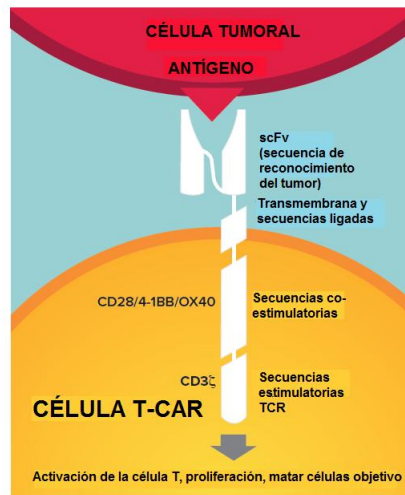 CÉLULA TUMORAL
ANTÍGENO
scFv
(secuencia de
reconocimiento
del tumor)
Transmembrana y
secuencias ligadas
CD28/4-1BB/OX40
Secuencias co-
estimulatorias
CD3ζ
Secuencias
estimulatorias
TCR
CÉLULA T-CAR
Activación de la célula T, proliferación, matar células objetivo